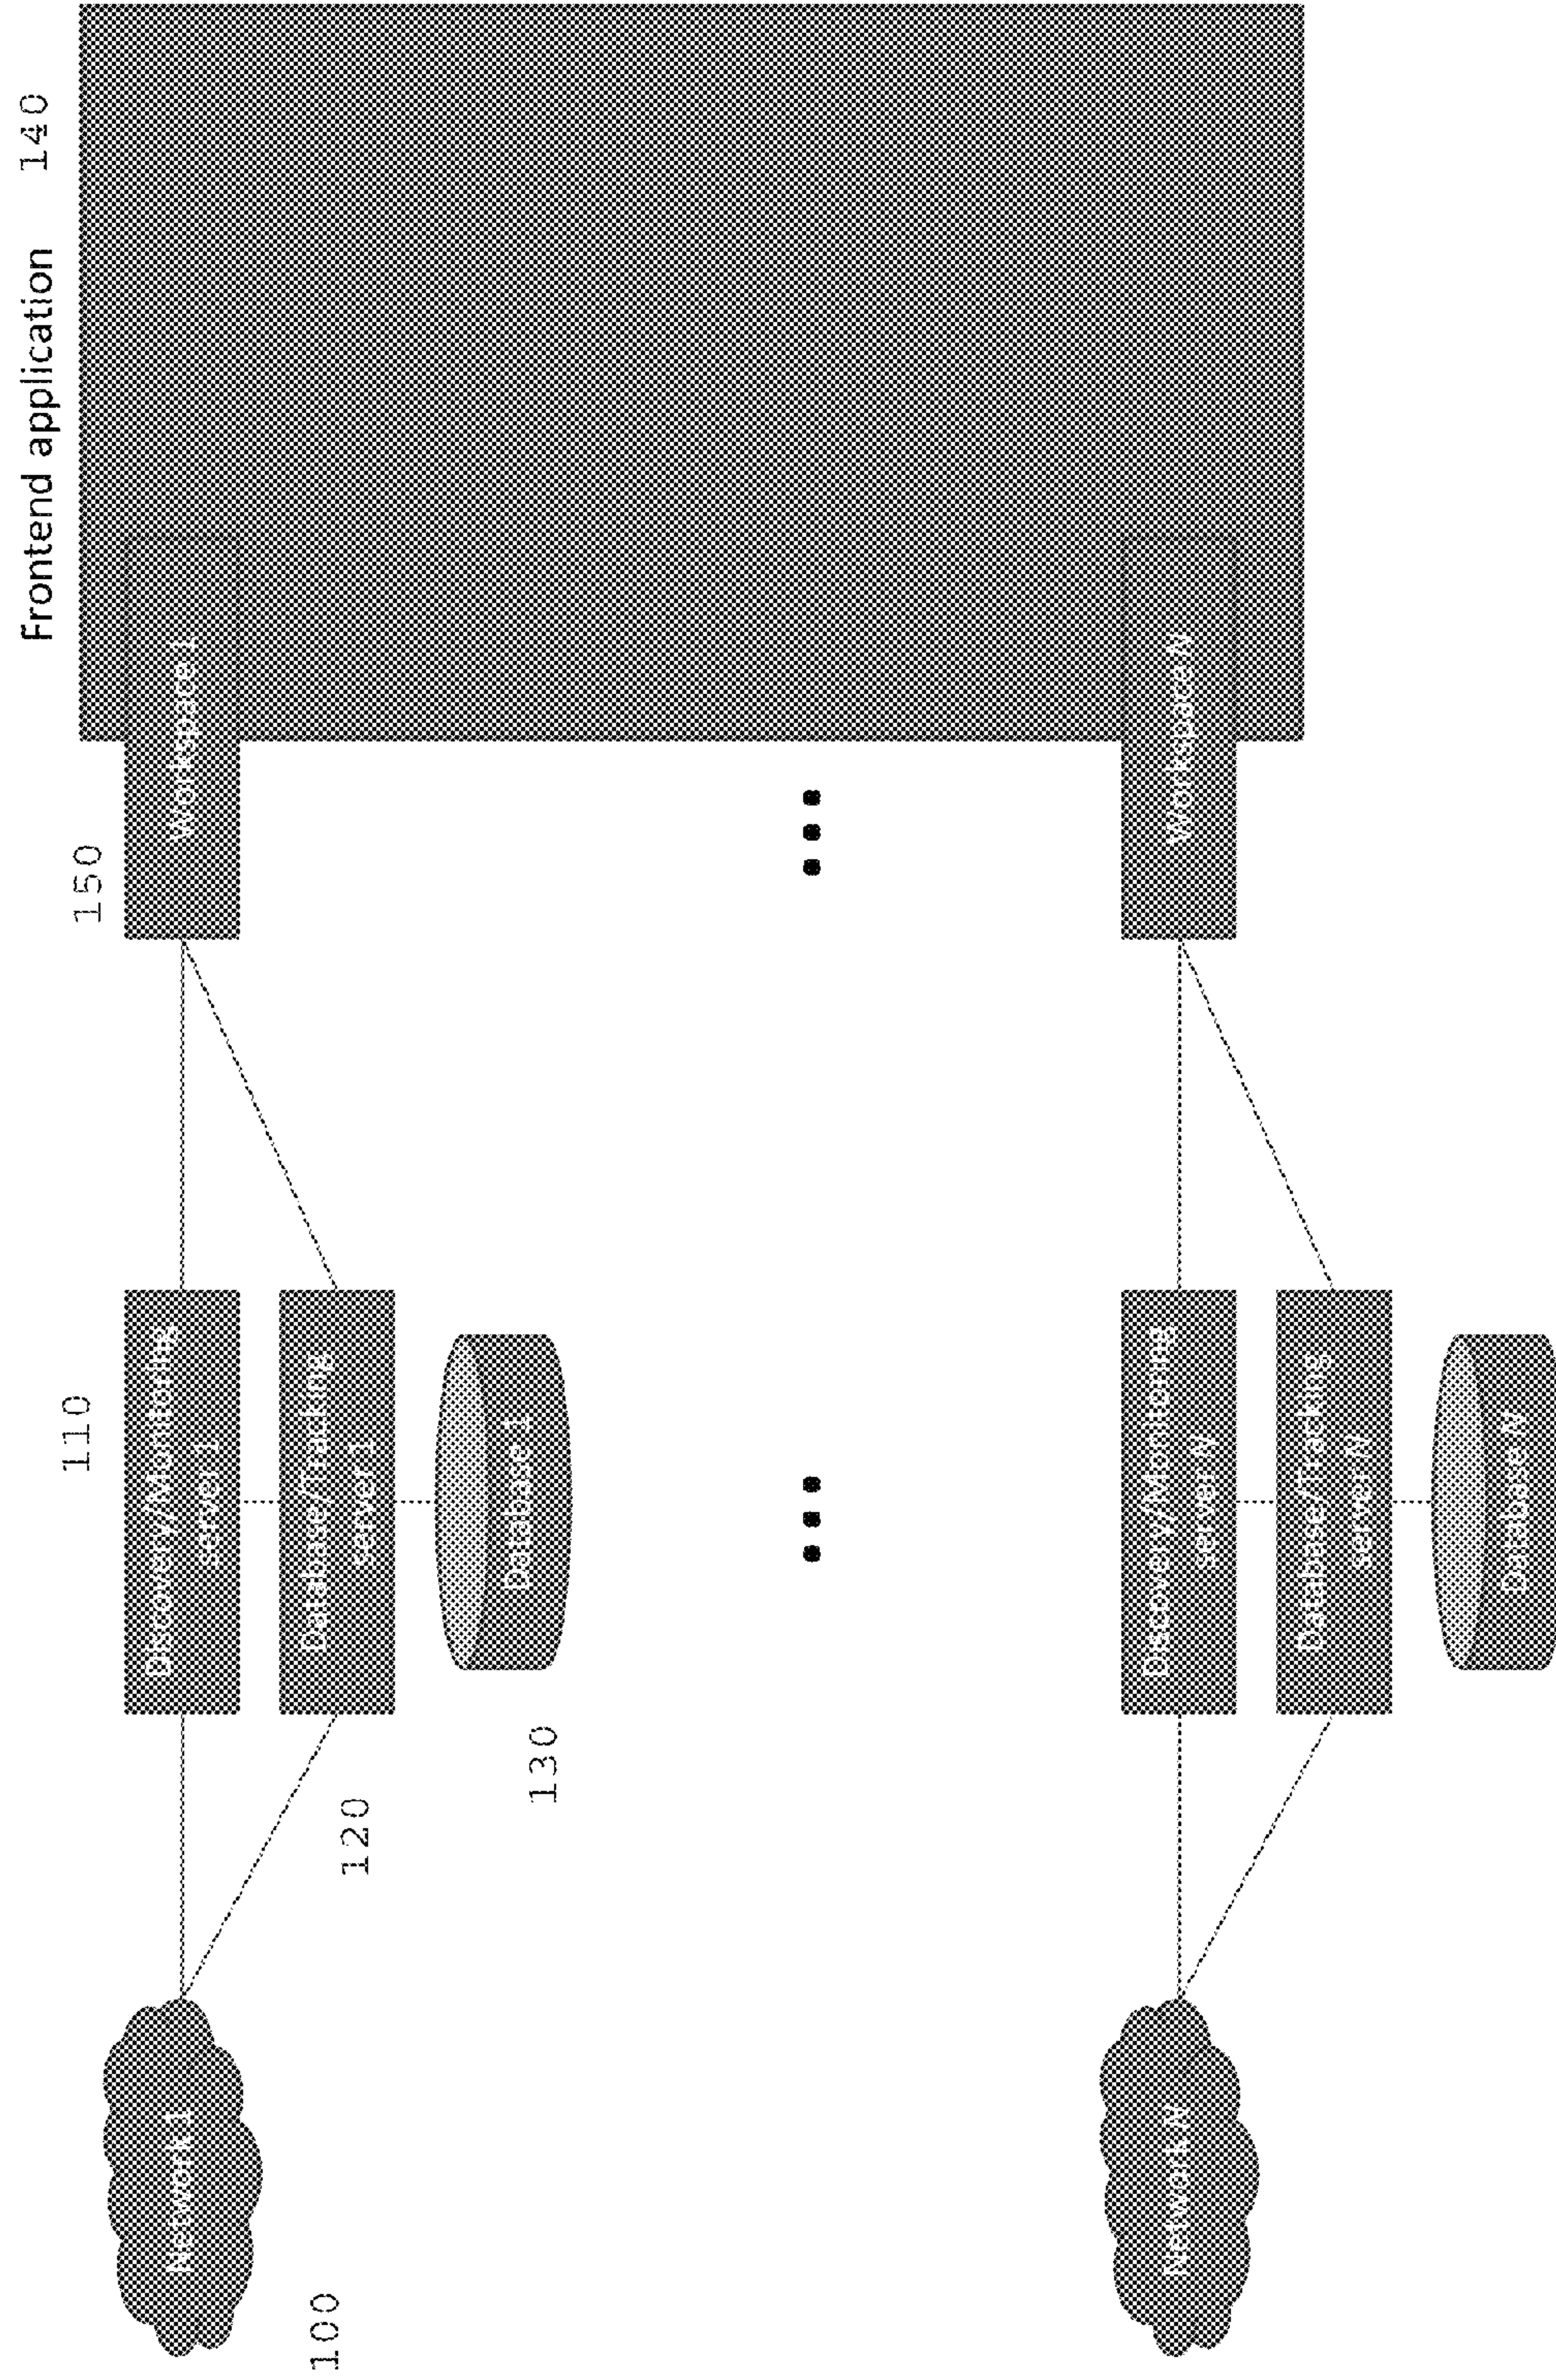 Frontend application 140
150
Workspace 1
110
Discovery/Monitoring
server 1
Database/Tracking
server 1
Database 1
120
130
Network 1
100
Workspace N
Discovery/Monitoring
server N
Database/Tracking
server N
Database N
Network N